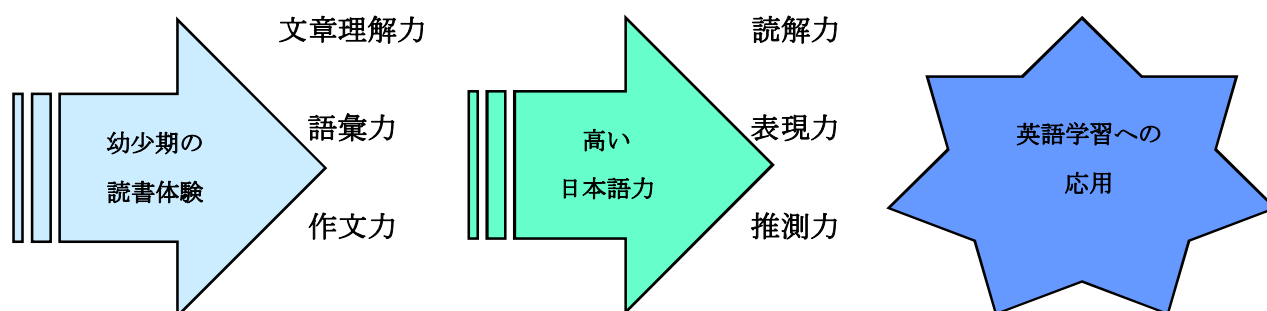 幼少期の
読書体験
文章理解力
語彙力
作文力
高い
日本語力
読解力
表現力
推測力
英語学習への
応用